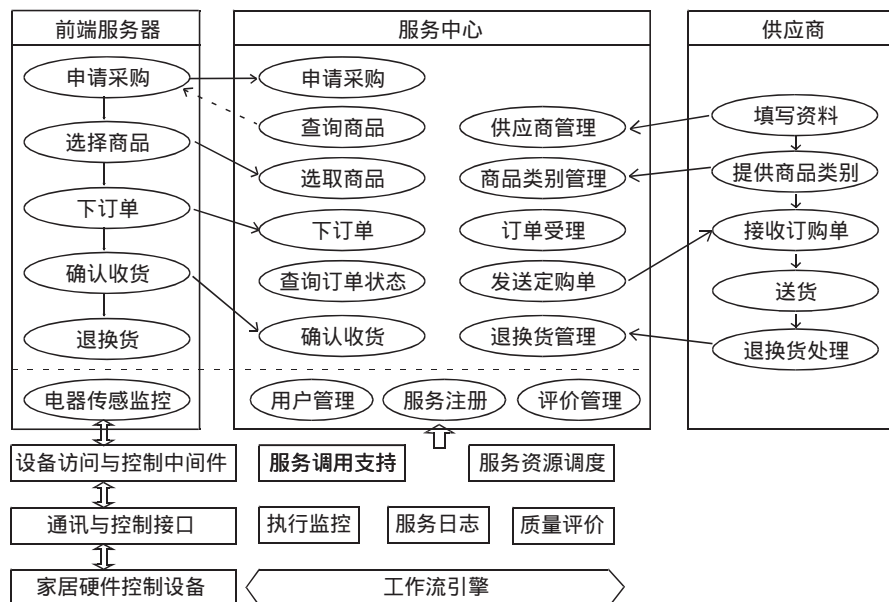 前端服务器
服务中心
供应商
申请采购
申请采购
查询商品
供应商管理
填写资料
选择商品
选取商品
商品类别管理
提供商品类别
下订单
下订单
订单受理
接收订购单
确认收货
查询订单状态
发送定购单
送货
退换货
确认收货
退换货管理
退换货处理
电器传感监控
用户管理
服务注册
评价管理
设备访问与控制中间件
服务调用支持
服务资源调度
通讯与控制接口
执行监控
服务日志
质量评价
家居硬件控制设备
工作流引擎